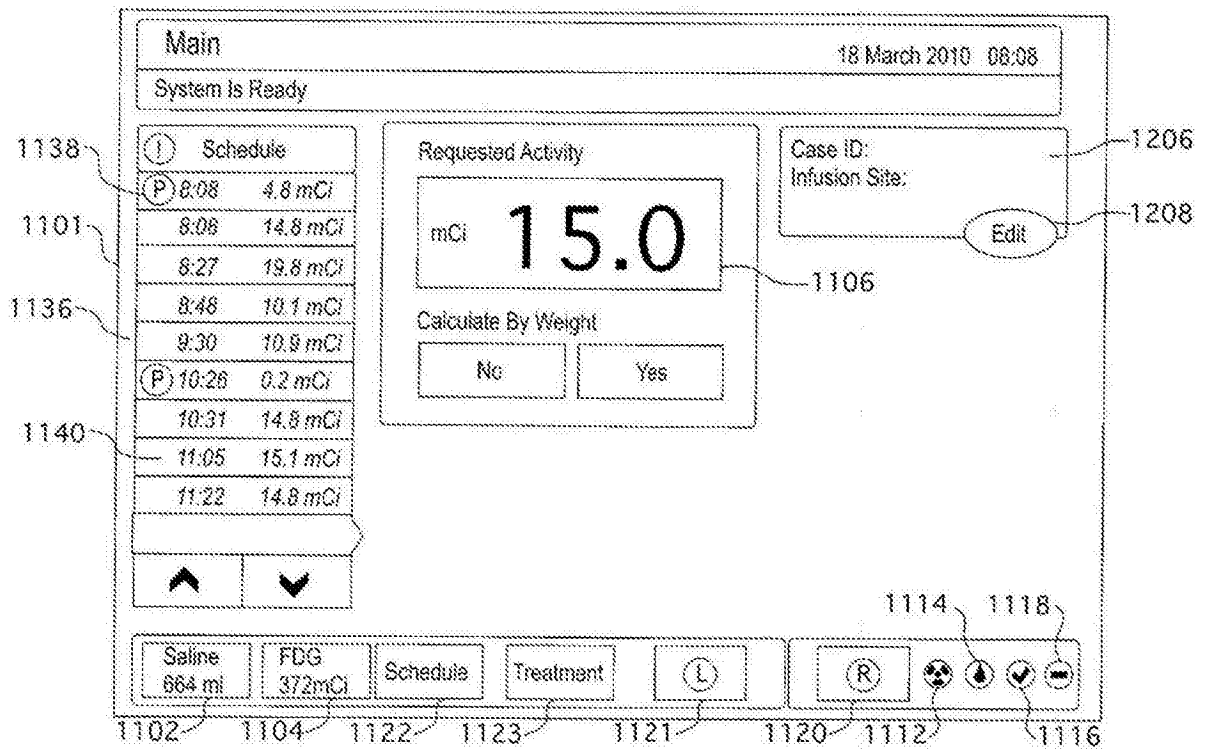 Main
18 March 2010 08:08
System Is Ready
1138
I Schedule
P 8:08 4.8 mCi
8:08 14.8 mCi
1101
8:27 19.8 mCi
1136
8:48 10.1 mCi
9:30 10.9 mCi
P 10:26 0.2 mCi
10:31 14.8 mCi
1140
11:05 15.1 mCi
11:22 14.8 mCi
Requested Activity
mCi 15.0
1106
Calculate By Weight
No Yes
Case ID:
1206
Infusion Site:
1208
Edit
1114 1118
Saline
664 ml
FDG
372mCi
Schedule
Treatment
L
R
1102 1104 1122 1123 1121 1120 1112 1116